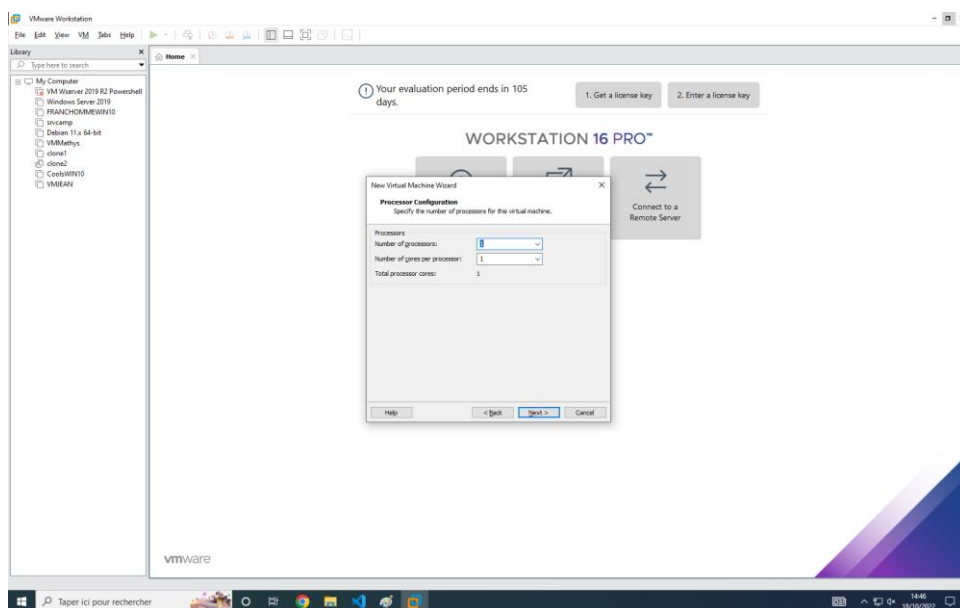 VMware Workstation
File Edit View VM Tabs Help
Library
Type here to search
My Computer
VM Wserver 2019 R2 Powershell
Windows Server 2019
FRANCHOMMEWIN10
srvcamp
Debian 11.x 64-bit
VMMathys
clone1
clone2
CoolsWIN10
VMJEAN
Home
Your evaluation period ends in 105
days.
1. Get a license key
2. Enter a license key
WORKSTATION 16 PRO™
Connect to a
Remote Server
New Virtual Machine Wizard
Processor Configuration
Specify the number of processors for this virtual machine.
Processors
Number of processors: 1
Number of cores per processor: 1
Total processor cores: 1
Help
< Back
Next >
Cancel
vmware
Taper ici pour rechercher
14:46
18/10/2022